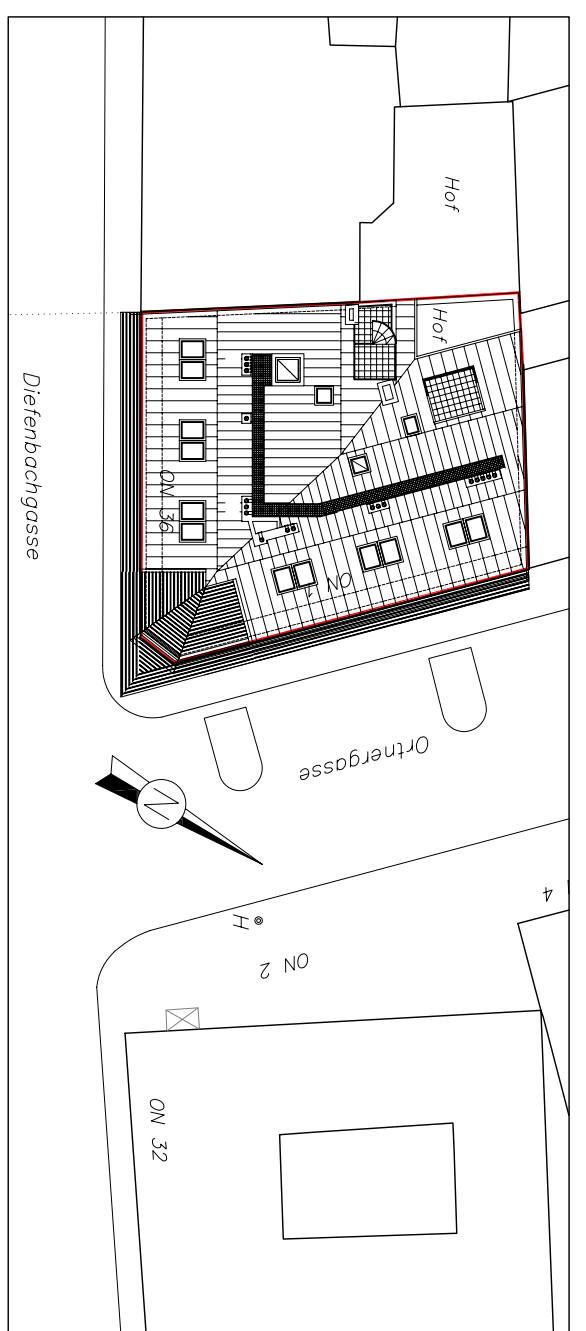 Hof
Hof
Diefenbachgasse
ON 36
ON 1
Ortnergasse
N
H
4
ON 2
ON 32